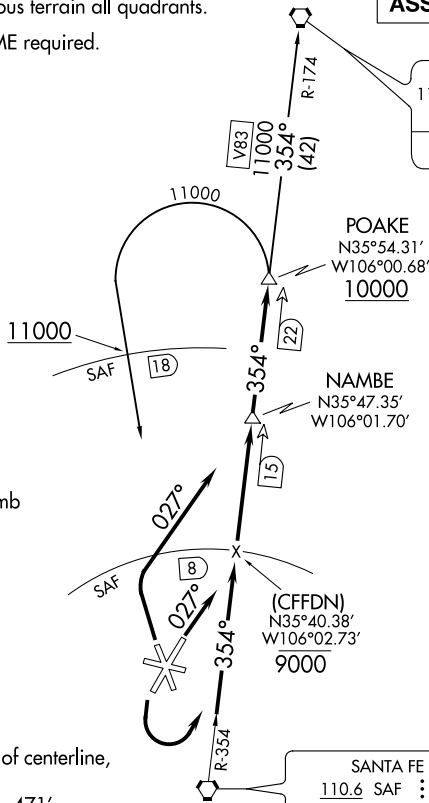 ous terrain all quadrants.
ASS
ME required.
R-174
11
V83
11000
354°
(42)
11000
POAKE
N35°54.31'
W106°00.68'
10000
22
11000
SAF
18
354°
NAMBE
N35°47.35'
W106°01.70'
15
mb
027°
SAF
8
X
027°
(CFFDN)
N35°40.38'
W106°02.73'
9000
354°
of centerline,
R-354
SANTA FE
110.6 SAF
471'